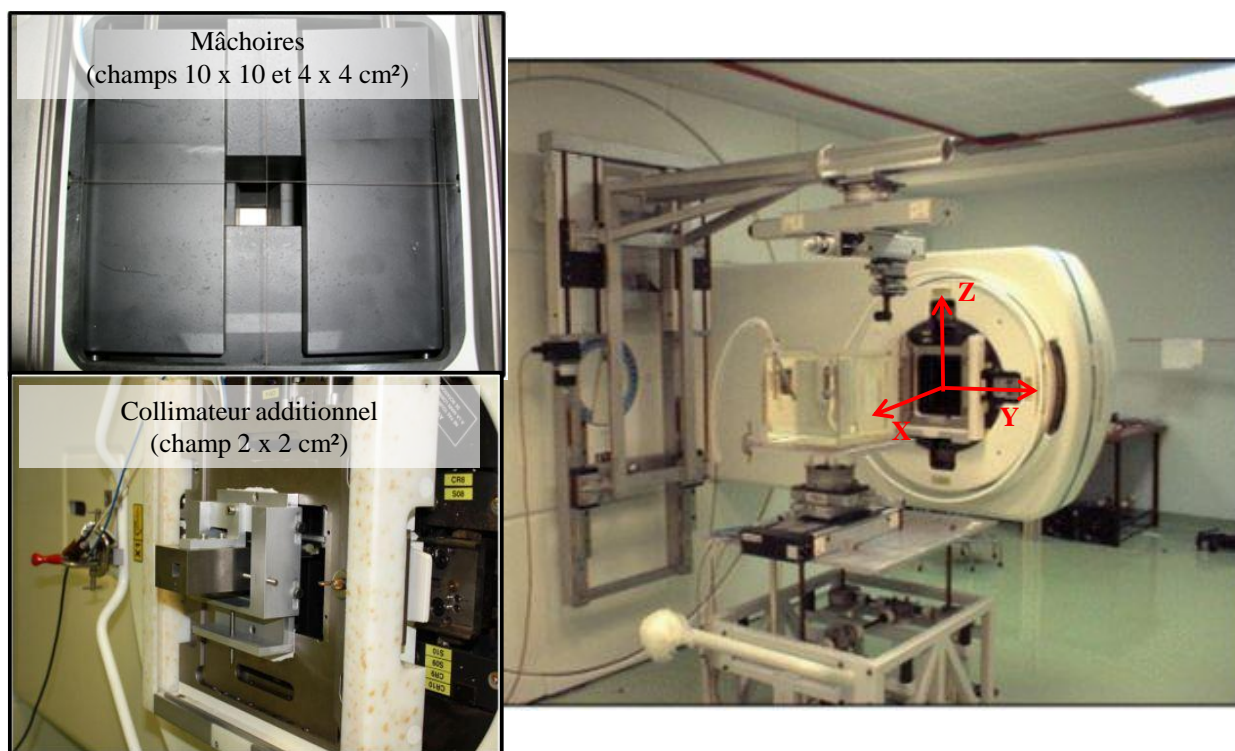 Mâchoires
(champs 10 x 10 et 4 x 4 cm²)
Collimateur additionnel
(champ 2 x 2 cm²)
CR8
S08
S10
S09
CR9
CR10
Z
X
Y